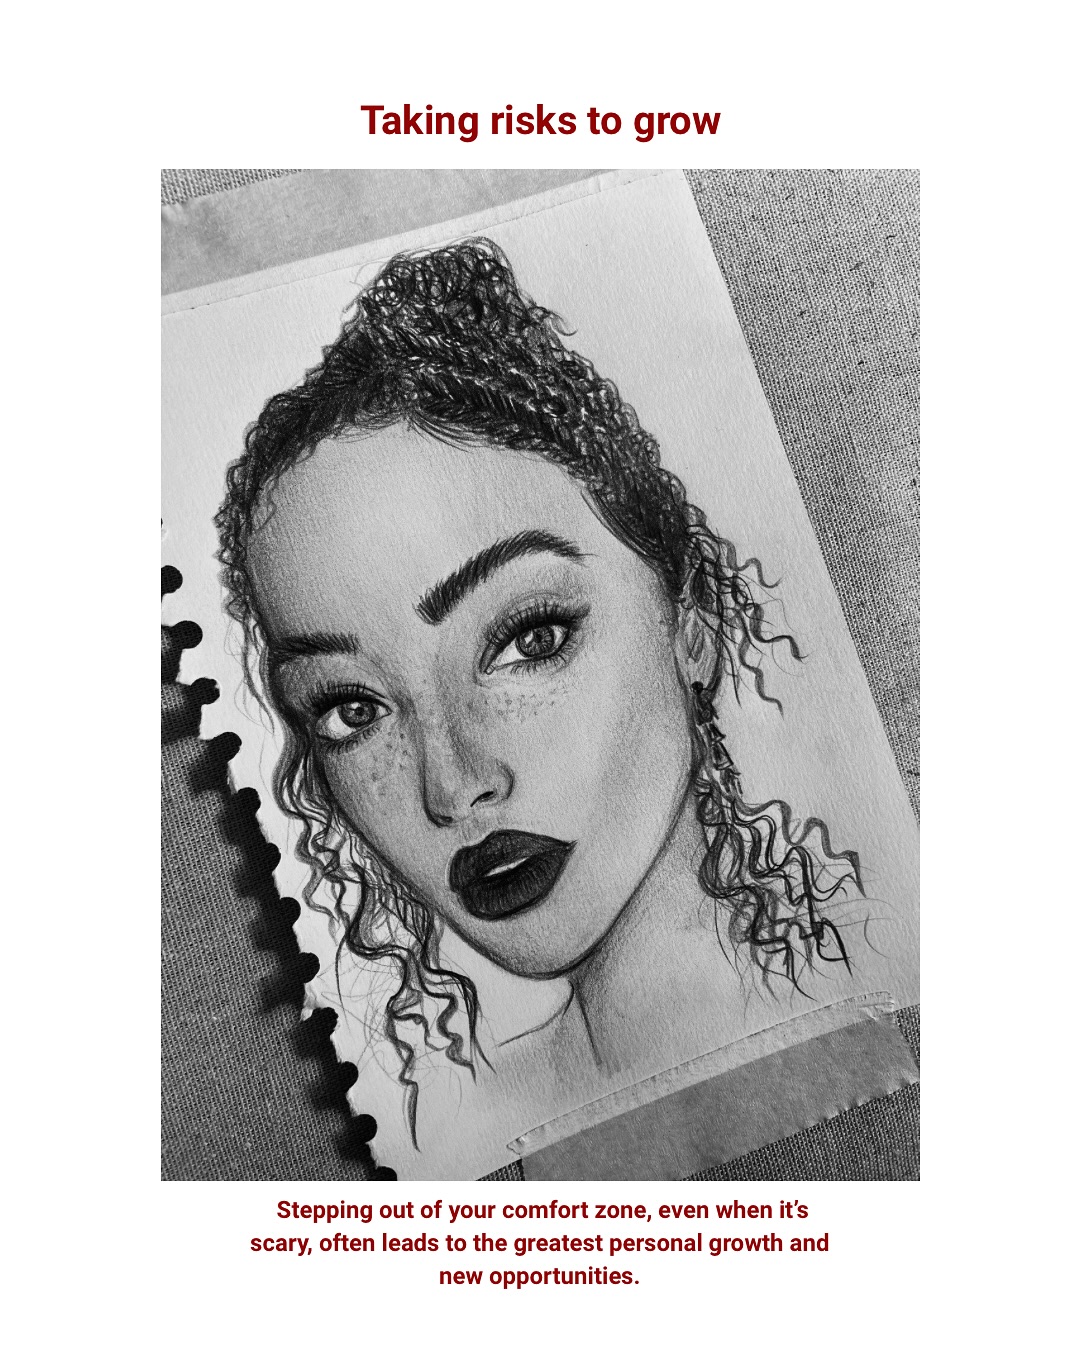 Taking risks to grow
Stepping out of your comfort zone, even when it’s
scary, often leads to the greatest personal growth and
new opportunities.